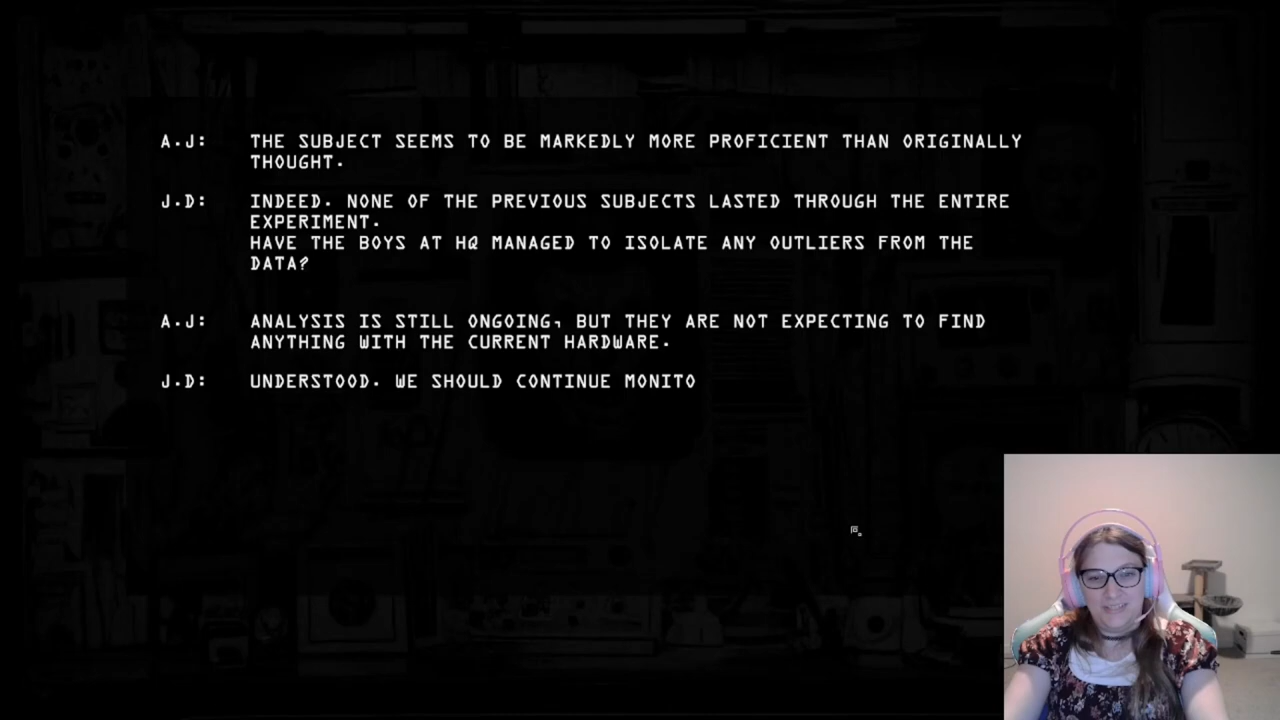 A.J: THE SUBJECT SEEMS TO BE MARKEDLY MORE PROFICIENT THAN ORIGINALLY
THOUGHT.
J.D: INDEED. NONE OF THE PREVIOUS SUBJECTS LASTED THROUGH THE ENTIRE
EXPERIMENT.
HAVE THE BOYS AT HQ MANAGED TO ISOLATE ANY OUTLIERS FROM THE
DATA?
A.J: ANALYSIS IS STILL ONGOING, BUT THEY ARE NOT EXPECTING TO FIND
ANYTHING WITH THE CURRENT HARDWARE.
J.D: UNDERSTOOD. WE SHOULD CONTINUE MONITO